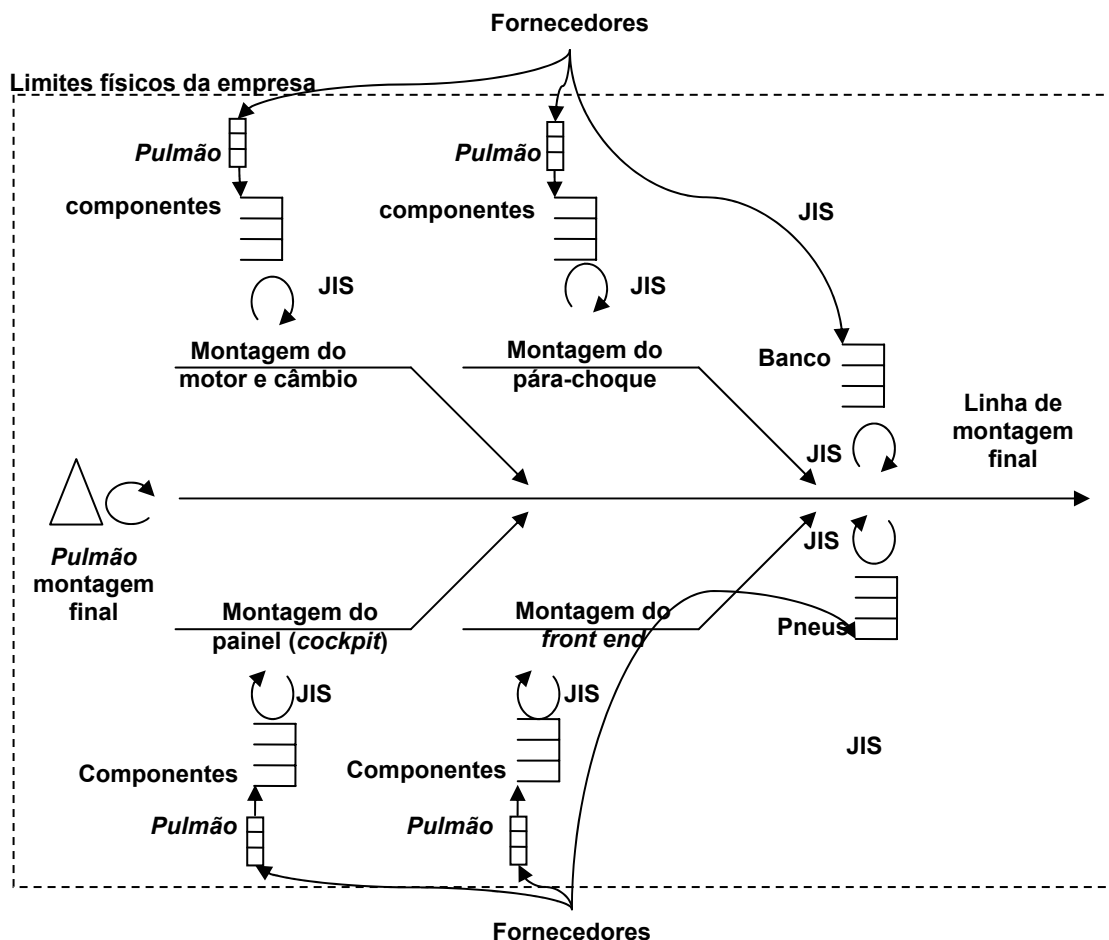 Fornecedores
Limites físicos da empresa
Pulmão
Pulmão
componentes
componentes
JIS
JIS
JIS
Montagem do
motor e câmbio
Montagem do
pára-choque
Banco
Linha de
montagem
final
JIS
Pulmão
montagem
final
JIS
Montagem do
painel (cockpit)
Montagem do
front end
Pneus
JIS
JIS
JIS
Componentes
Componentes
Pulmão
Pulmão
Fornecedores